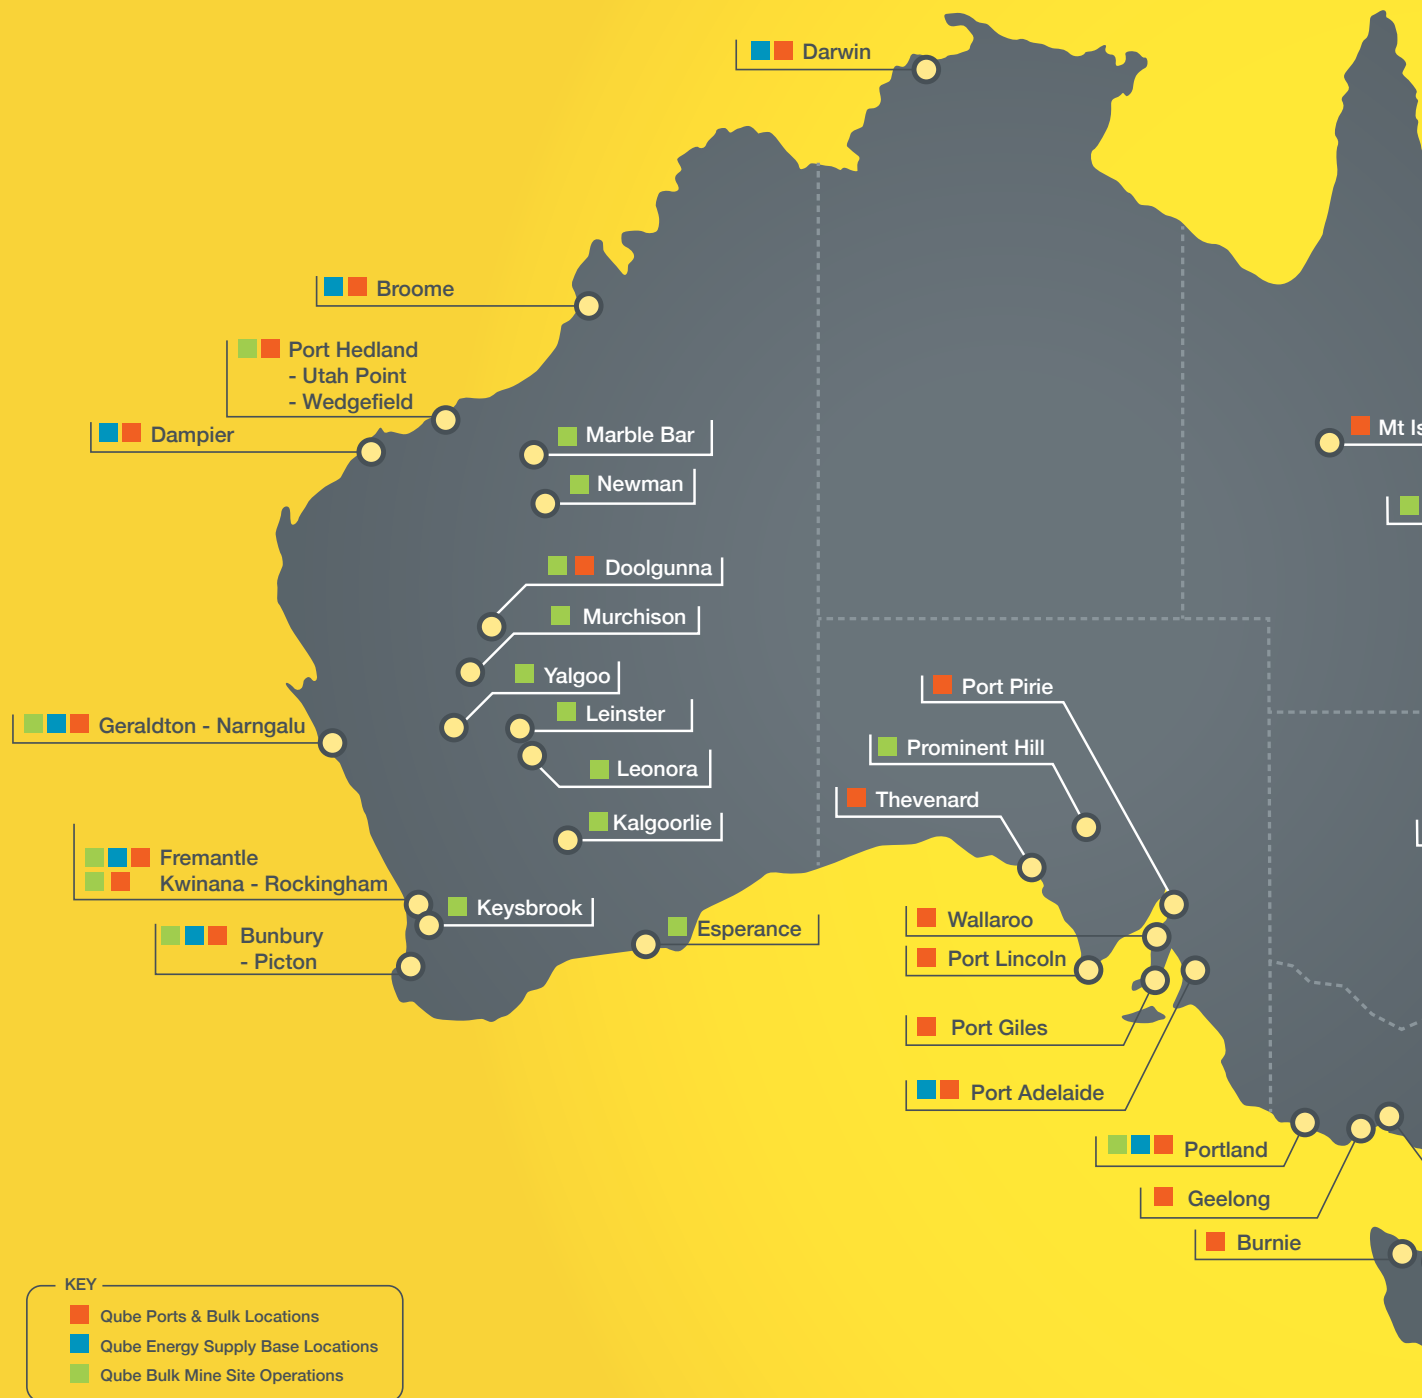 Darwin
Broome
Port Hedland
- Utah Point
- Wedgefield
Dampier
Marble Bar
Newman
Mt Is
Doolgunna
Murchison
Yalgoo
Leinster
Geraldton - Narngalu
Leonora
Kalgoorlie
Port Pirie
Prominent Hill
Thevenard
Fremantle
Kwinana - Rockingham
Keysbrook
Esperance
Bunbury
- Picton
Wallaroo
Port Lincoln
Port Giles
Port Adelaide
Portland
Geelong
Burnie
KEY
Qube Ports & Bulk Locations
Qube Energy Supply Base Locations
Qube Bulk Mine Site Operations